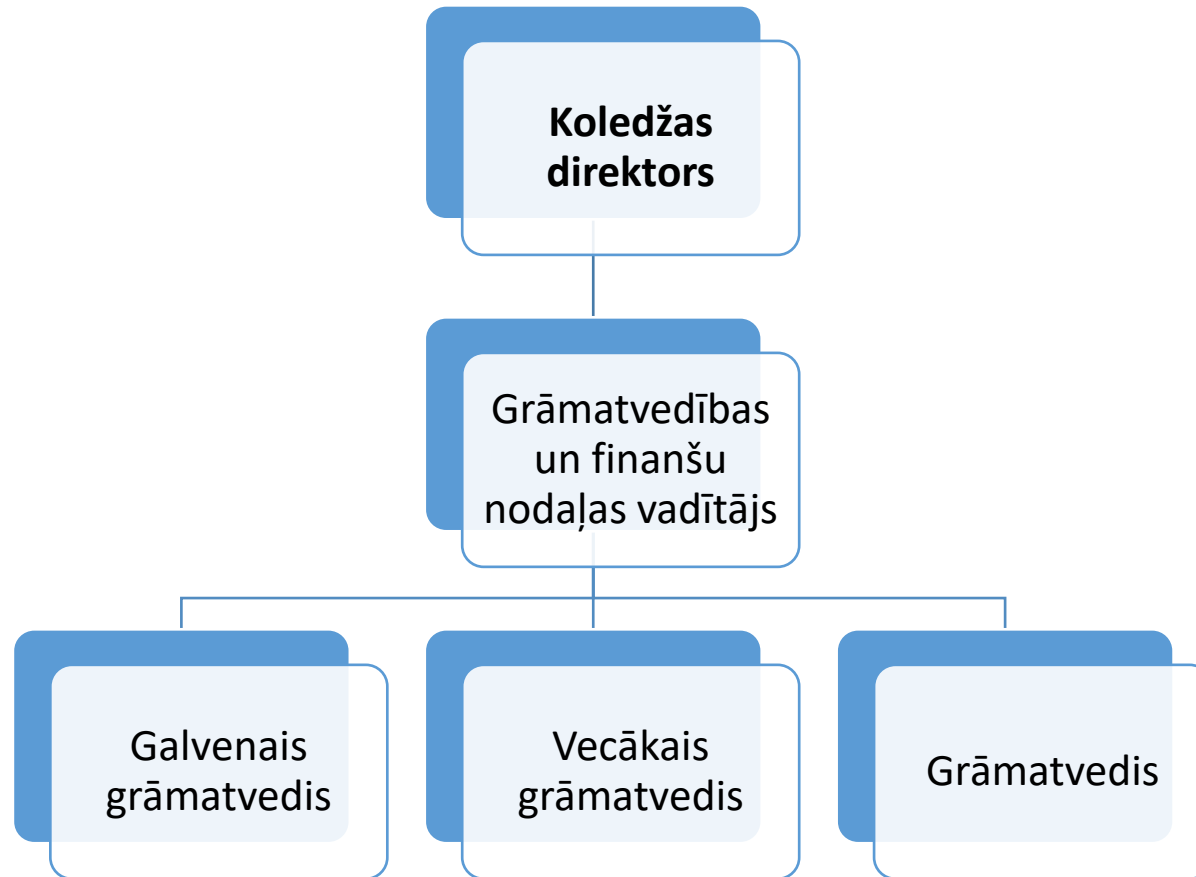 Koledžas
direktors
Grāmatvedības
un finanšu
nodaļas vadītājs
Galvenais
grāmatvedis
Vecākais
grāmatvedis
Grāmatvedis